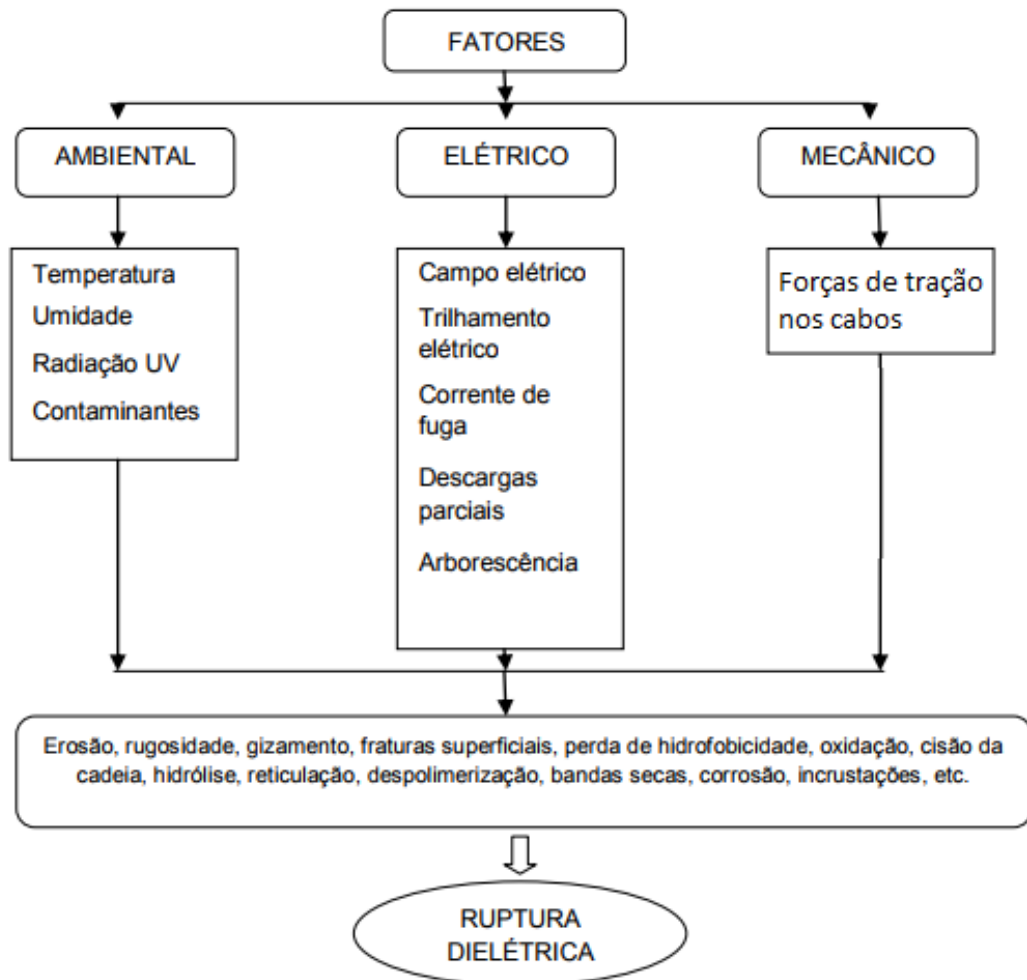 FATORES
AMBIENTAL
ELÉTRICO
MECÂNICO
Temperatura
Umidade
Radiação UV
Contaminantes
Campo elétrico
Trilhamento
elétrico
Corrente de
fuga
Descargas
parciais
Arborescência
Forças de tração
nos cabos
Erosão, rugosidade, gizamento, fraturas superficiais, perda de hidrofobicidade, oxidação, cisão da
cadeia, hidrólise, reticulação, despolimerização, bandas secas, corrosão, incrustações, etc.
RUPTURA
DIELÉTRICA